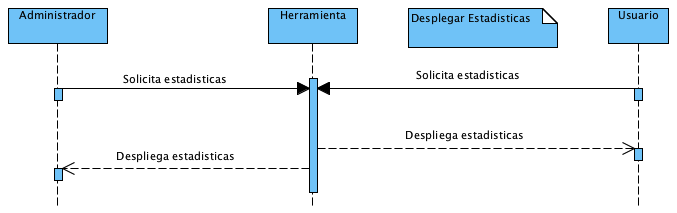 Administrador
Herramienta
Desplegar Estadisticas
Usuario
Solicita estadisticas
Solicita estadisticas
Despliega estadisticas
Despliega estadisticas